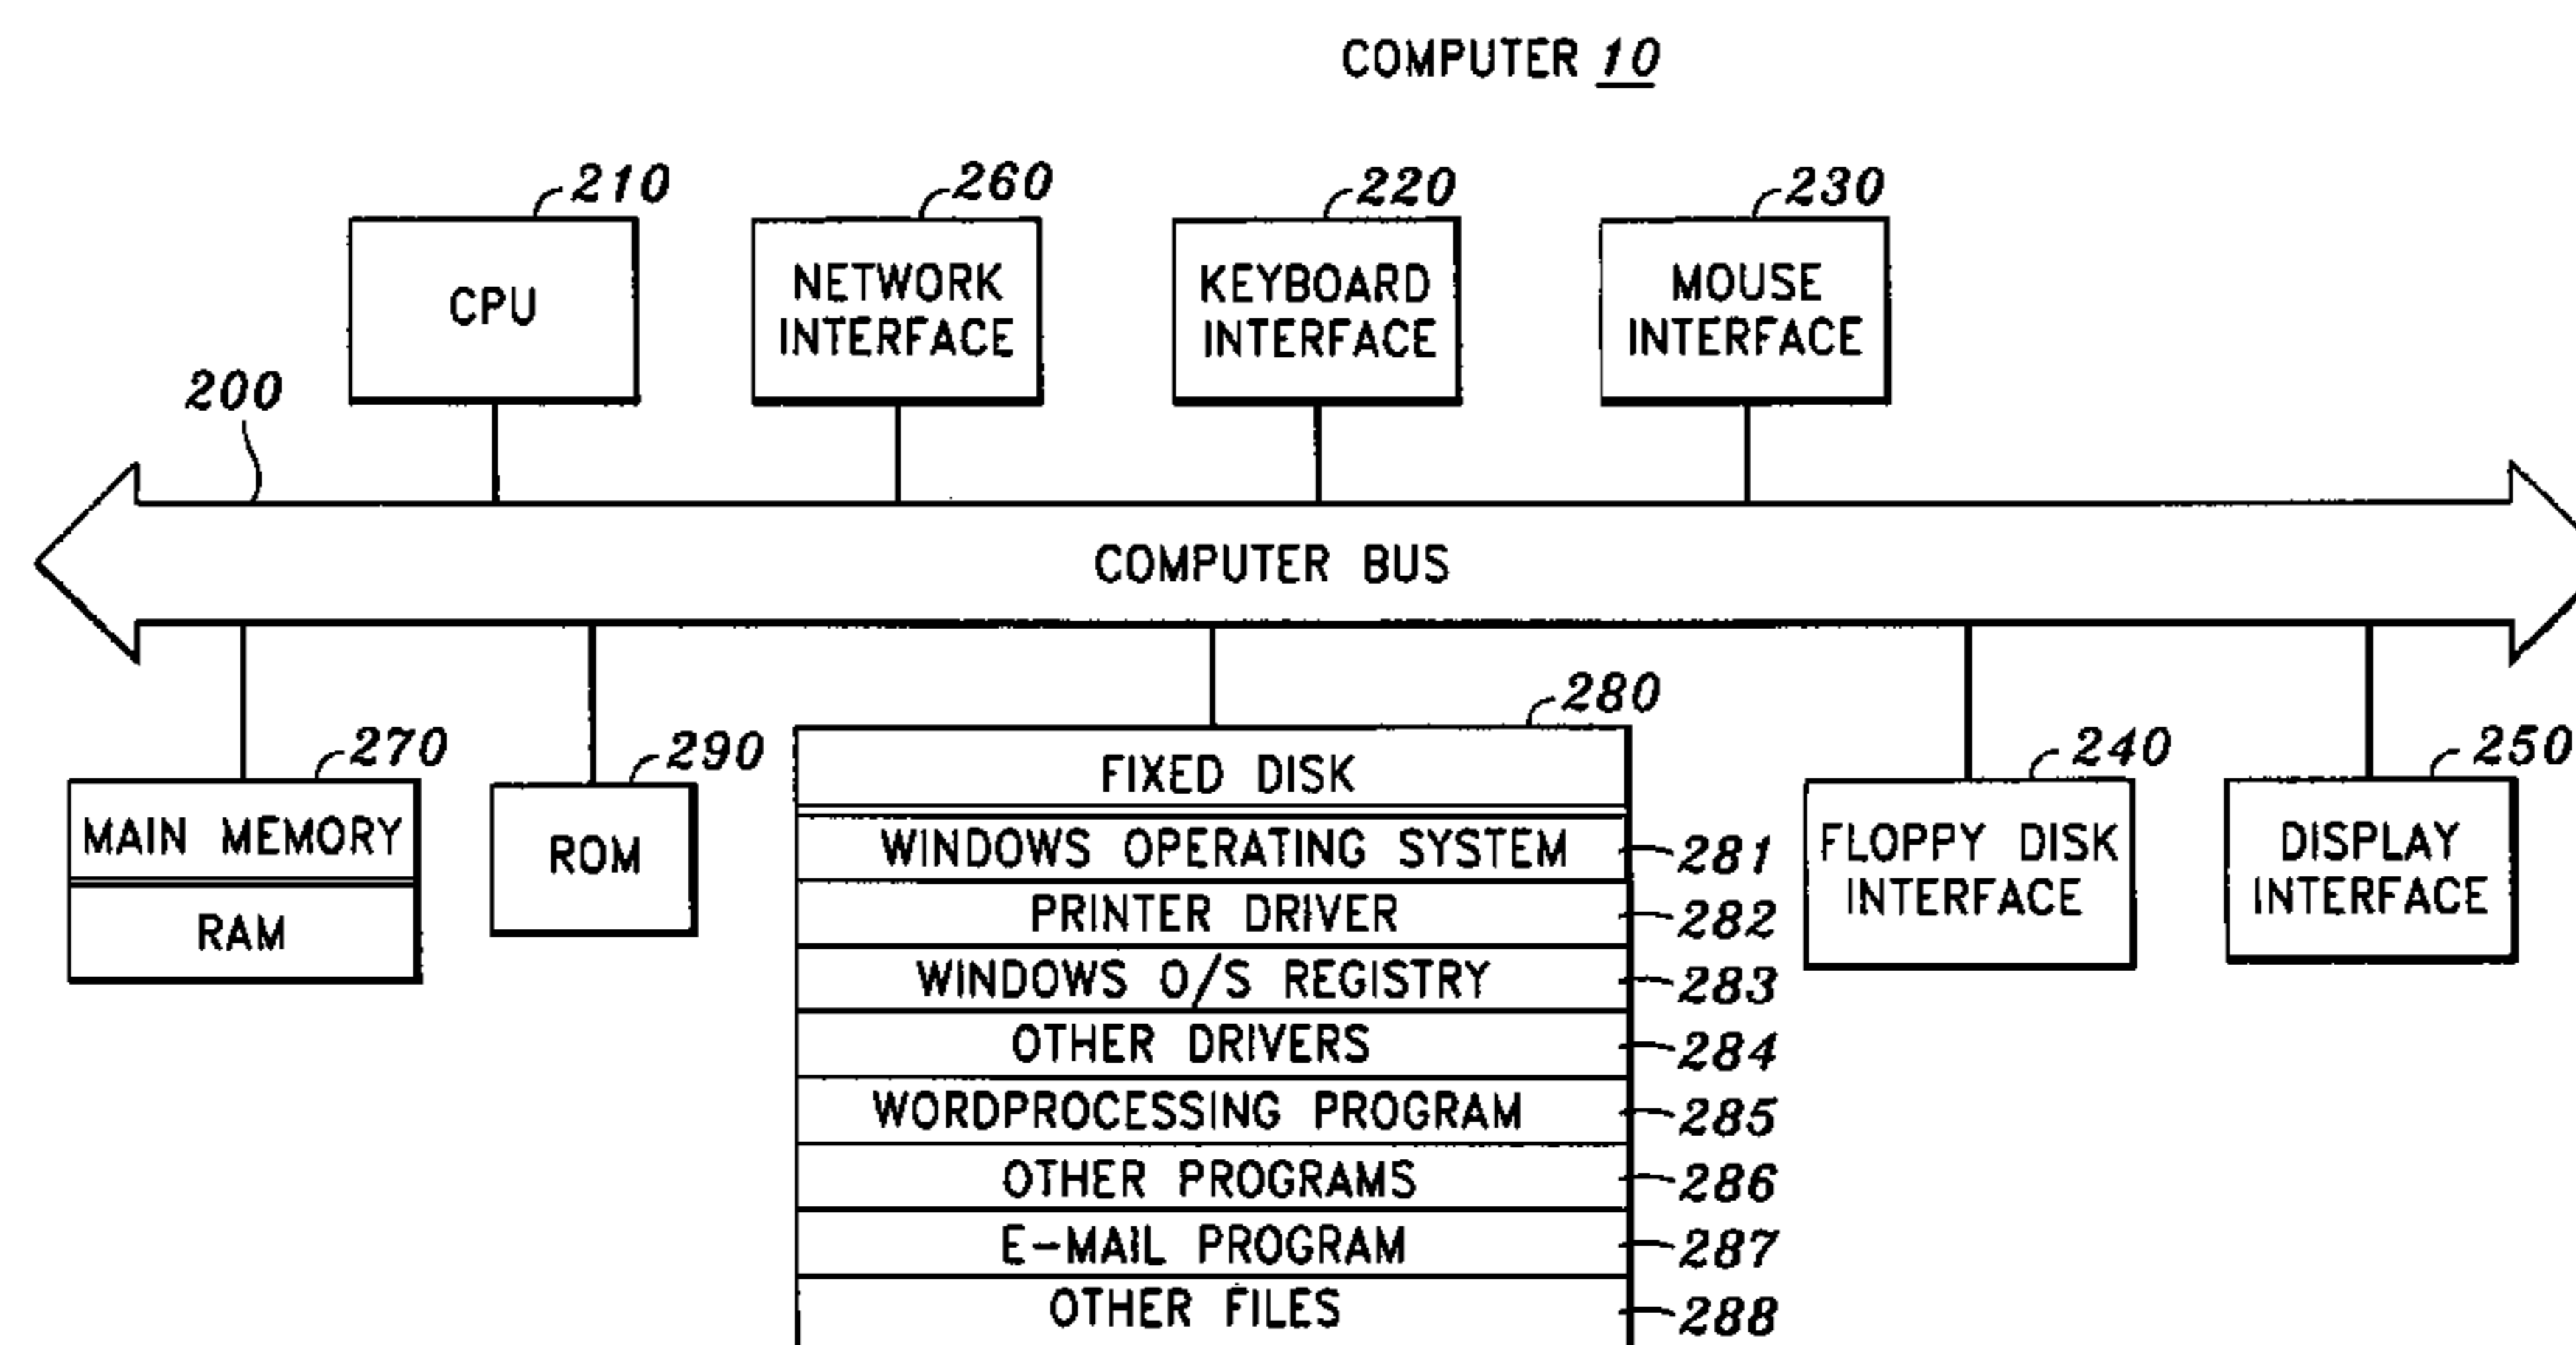 COMPUTER 10
210
260
220
230
CPU
NETWORK
INTERFACE
KEYBOARD
INTERFACE
MOUSE
INTERFACE
200
COMPUTER BUS
270
290
280
240
250
MAIN MEMORY
RAM
ROM
FIXED DISK
WINDOWS OPERATING SYSTEM 281
PRINTER DRIVER 282
WINDOWS O/S REGISTRY 283
OTHER DRIVERS 284
WORDPROCESSING PROGRAM 285
OTHER PROGRAMS 286
E-MAIL PROGRAM 287
OTHER FILES 288
FLOPPY DISK
INTERFACE
DISPLAY
INTERFACE